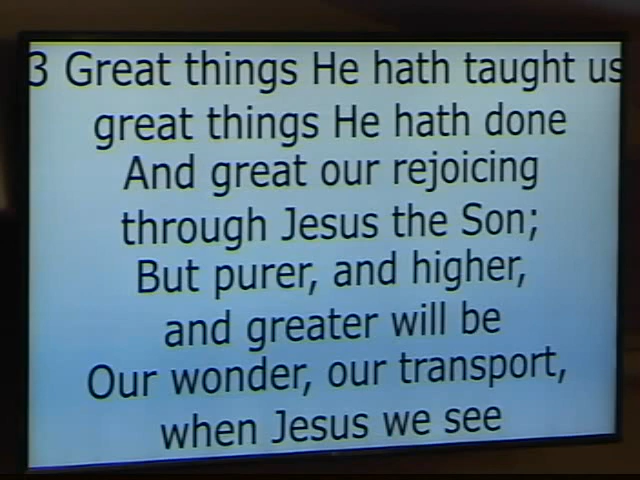 3 Great things He hath taught us
great things He hath done
And great our rejoicing
through Jesus the Son;
But purer, and higher,
and greater will be
Our wonder, our transport,
when Jesus we see